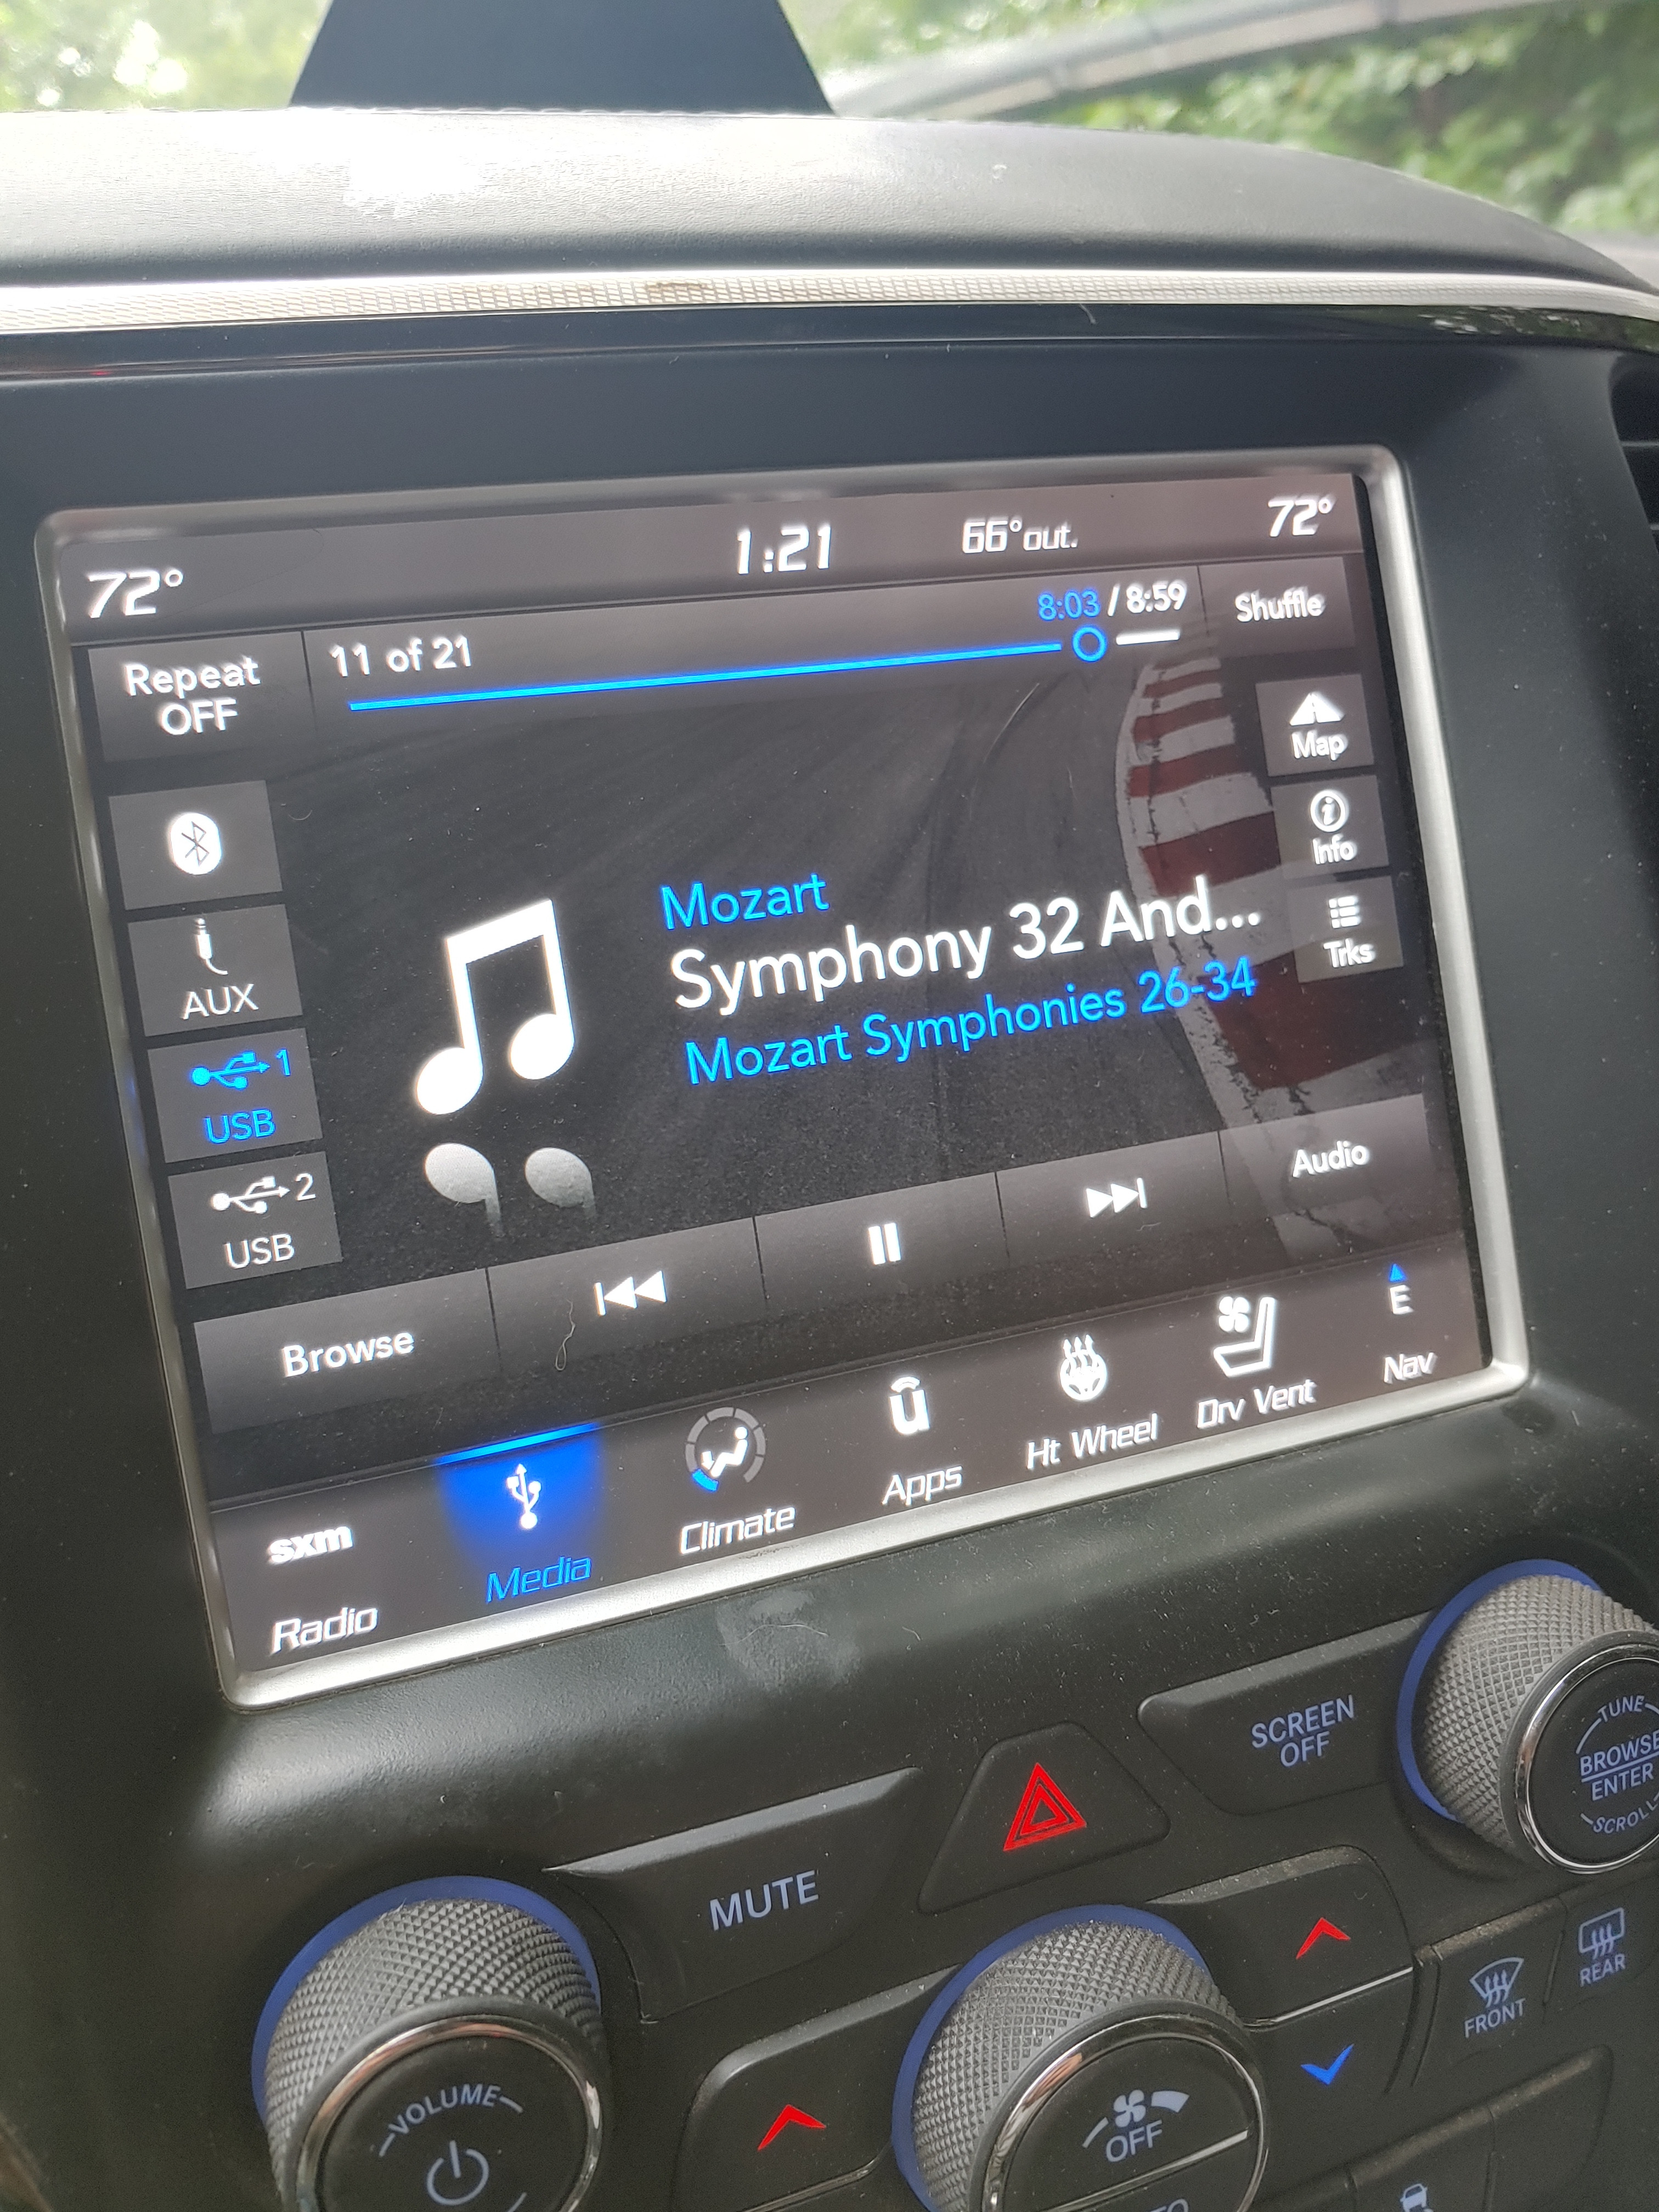 72°
1:21
66°out.
72°
Repeat
OFF
11 of 21
8:03 / 8:59
Shuffle
Map
Info
Trks
AUX
1
USB
2
USB
Mozart
Symphony 32 And...
Mozart Symphonies 26-34
Browse
Audio
sxm
Radio
Media
Climate
u
Apps
Ht Wheel
Drv Vent
E
Nav
SCREEN
OFF
TUNE
BROWSE
ENTER
SCROLL
MUTE
VOLUME
OFF
FRONT
REAR